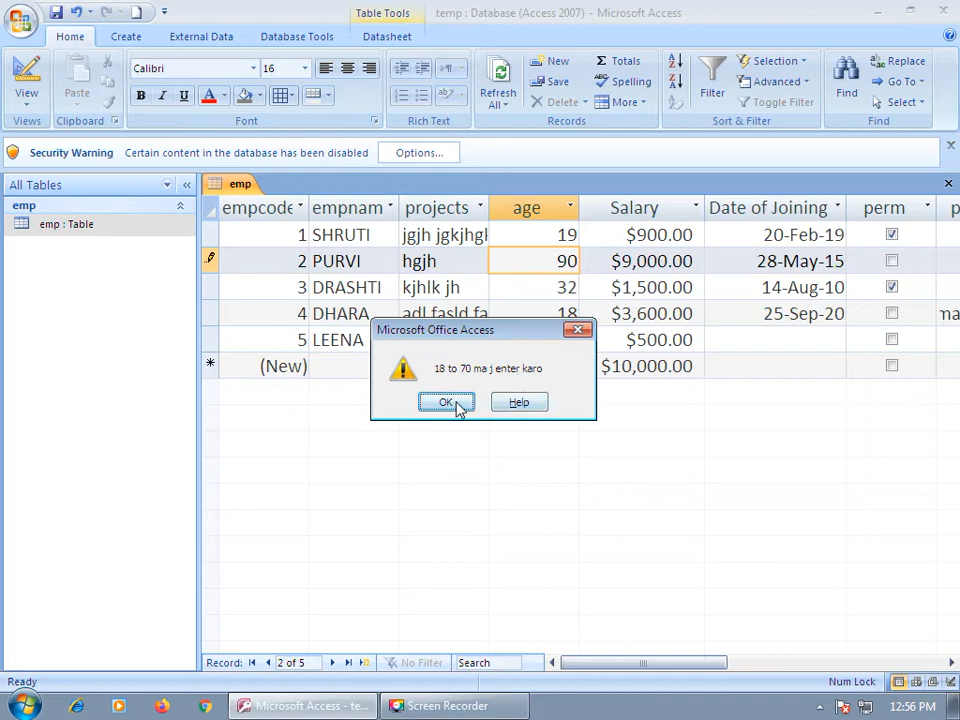 Table Tools
temp : Database (Access 2007) - Microsoft Access
Home Create External Data Database Tools Datasheet
View Paste
Calibri 16
B I U A
ab
Refresh All
New Save Delete
Totals Spelling More
Filter
Selection Advanced Toggle Filter
Find
Replace Go To Select
Views Clipboard Font Rich Text Records Sort & Filter Find
Security Warning Certain content in the database has been disabled Options...
All Tables «
emp
emp : Table
emp
empcode empnam projects age Salary Date of Joining perm p
1 SHRUTI jgjh jgkjhgk 19 $900.00 20-Feb-19
2 PURVI hgjh 90 $9,000.00 28-May-15
3 DRASHTI kjhlk jh 32 $1,500.00 14-Aug-10
4 DHARA adl fasld fa 18 $3,600.00 25-Sep-20 ma
5 LEENA $500.00
* (New) $10,000.00
Microsoft Office Access
18 to 70 ma j enter karo
OK Help
Record: 2 of 5 No Filter Search
Ready Num Lock
Microsoft Access - te... Screen Recorder 12:56 PM